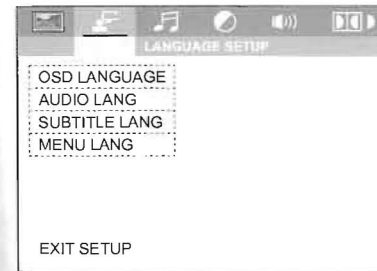 LANGUAGE SETUP
OSD LANGUAGE
AUDIO LANG
SUBTITLE LANG
MENU LANG
EXIT SETUP